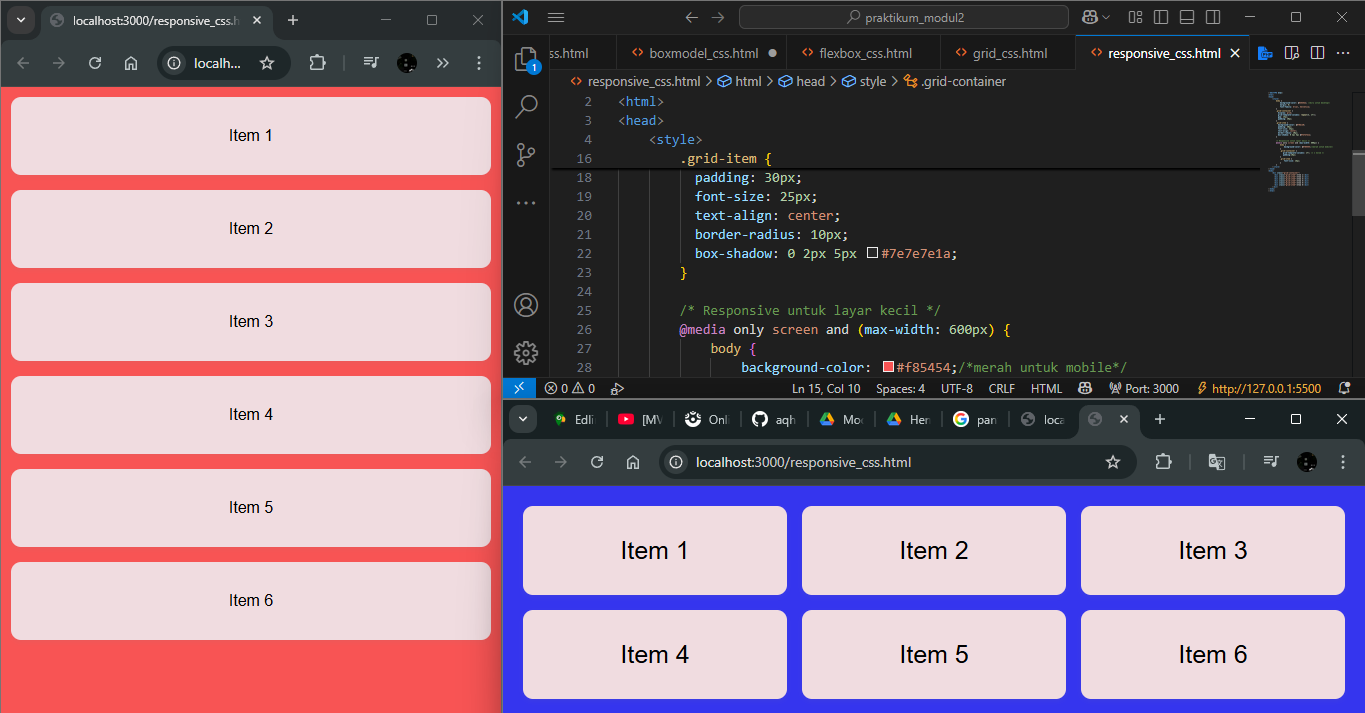 localhost:3000/responsive_css.h
localh...
Item 1
Item 2
Item 3
Item 4
Item 5
Item 6
praktikum_modul2
ss.html
boxmodel_css.html
flexbox_css.html
grid_css.html
responsive_css.html
1
responsive_css.html > html > head > style > .grid-container
2 <html>
3 <head>
4 <style>
16 .grid-item {
18 padding: 30px;
19 font-size: 25px;
20 text-align: center;
21 border-radius: 10px;
22 box-shadow: 0 2px 5px #7e7e7e1a;
23 }
24
25 /* Responsive untuk layar kecil */
26 @media only screen and (max-width: 600px) {
27 body {
28 background-color: #f85454;/*merah untuk mobile*/
0 0 Ln 15, Col 10 Spaces: 4 UTF-8 CRLF HTML Port: 3000 http://127.0.0.1:5500
Edli
[MV
Onli
aqh
Moc
Her
pan
loca
localhost:3000/responsive_css.html
Item 1 Item 2 Item 3
Item 4 Item 5 Item 6